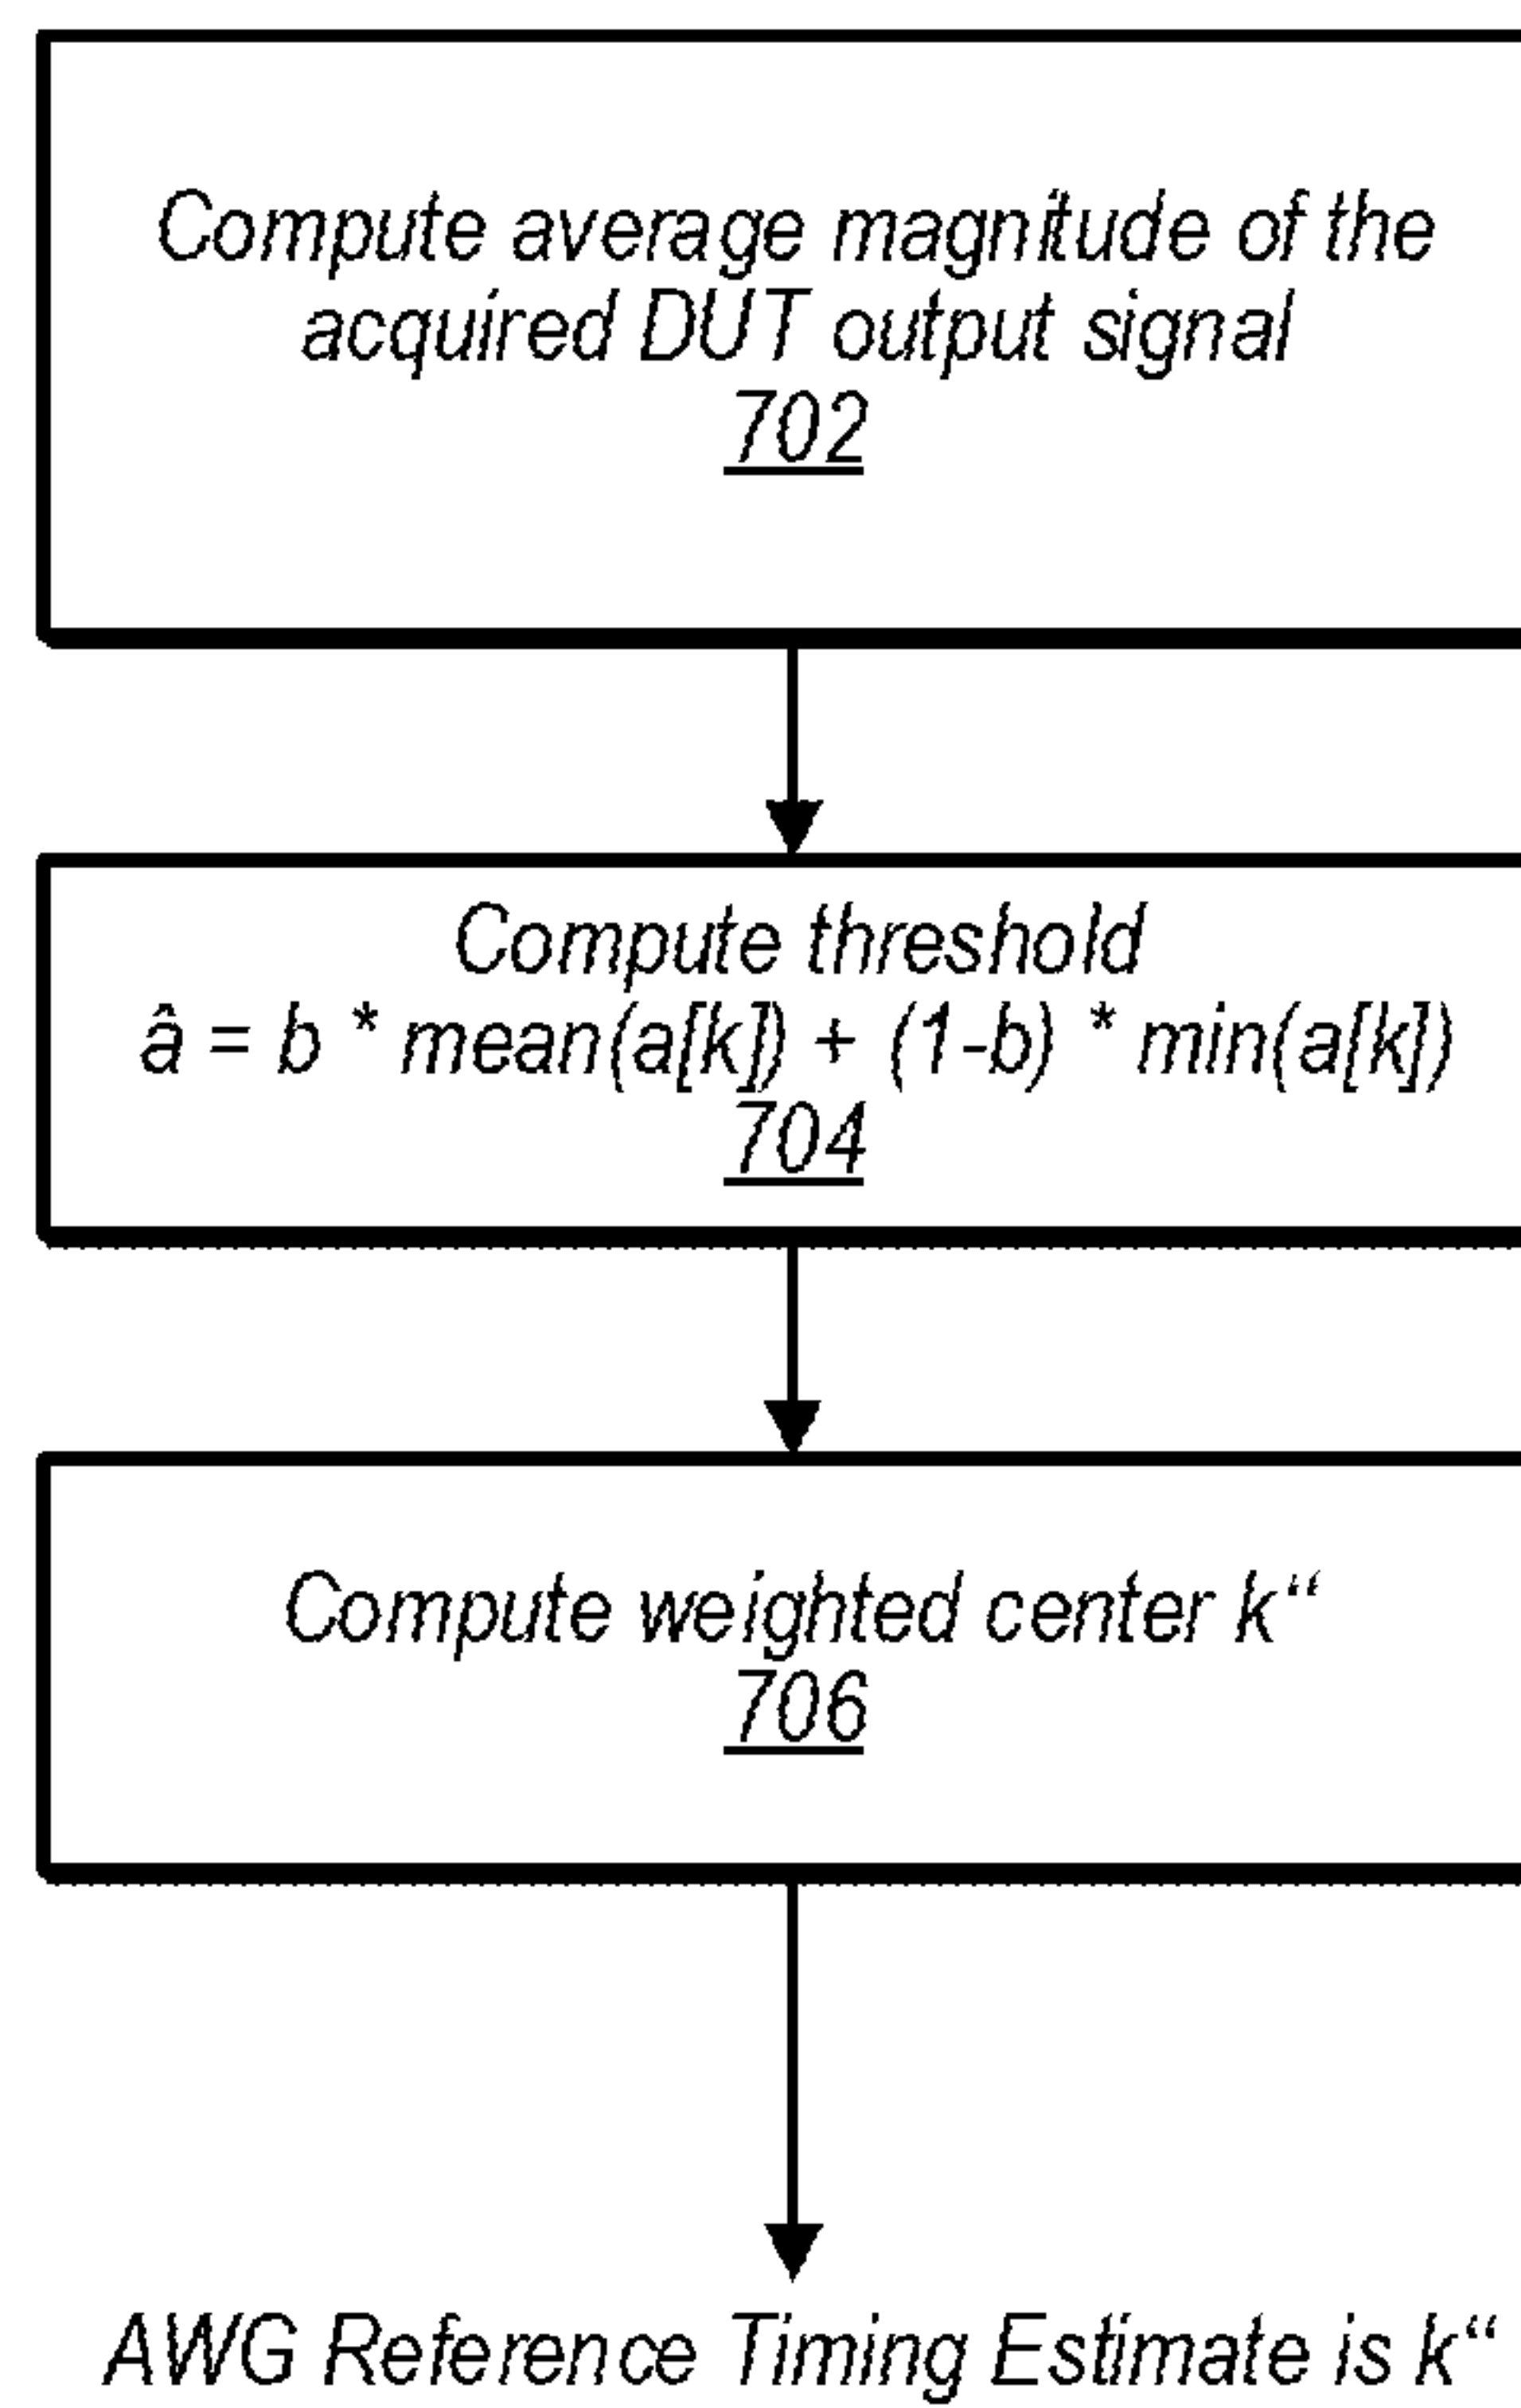 Compute average magnitude of the
acquired DUT output signal
702
Compute threshold
â = b * mean(a[k]) + (1-b) * min(a[k])
704
Compute weighted center k“
706
AWG Reference Timing Estimate is k“